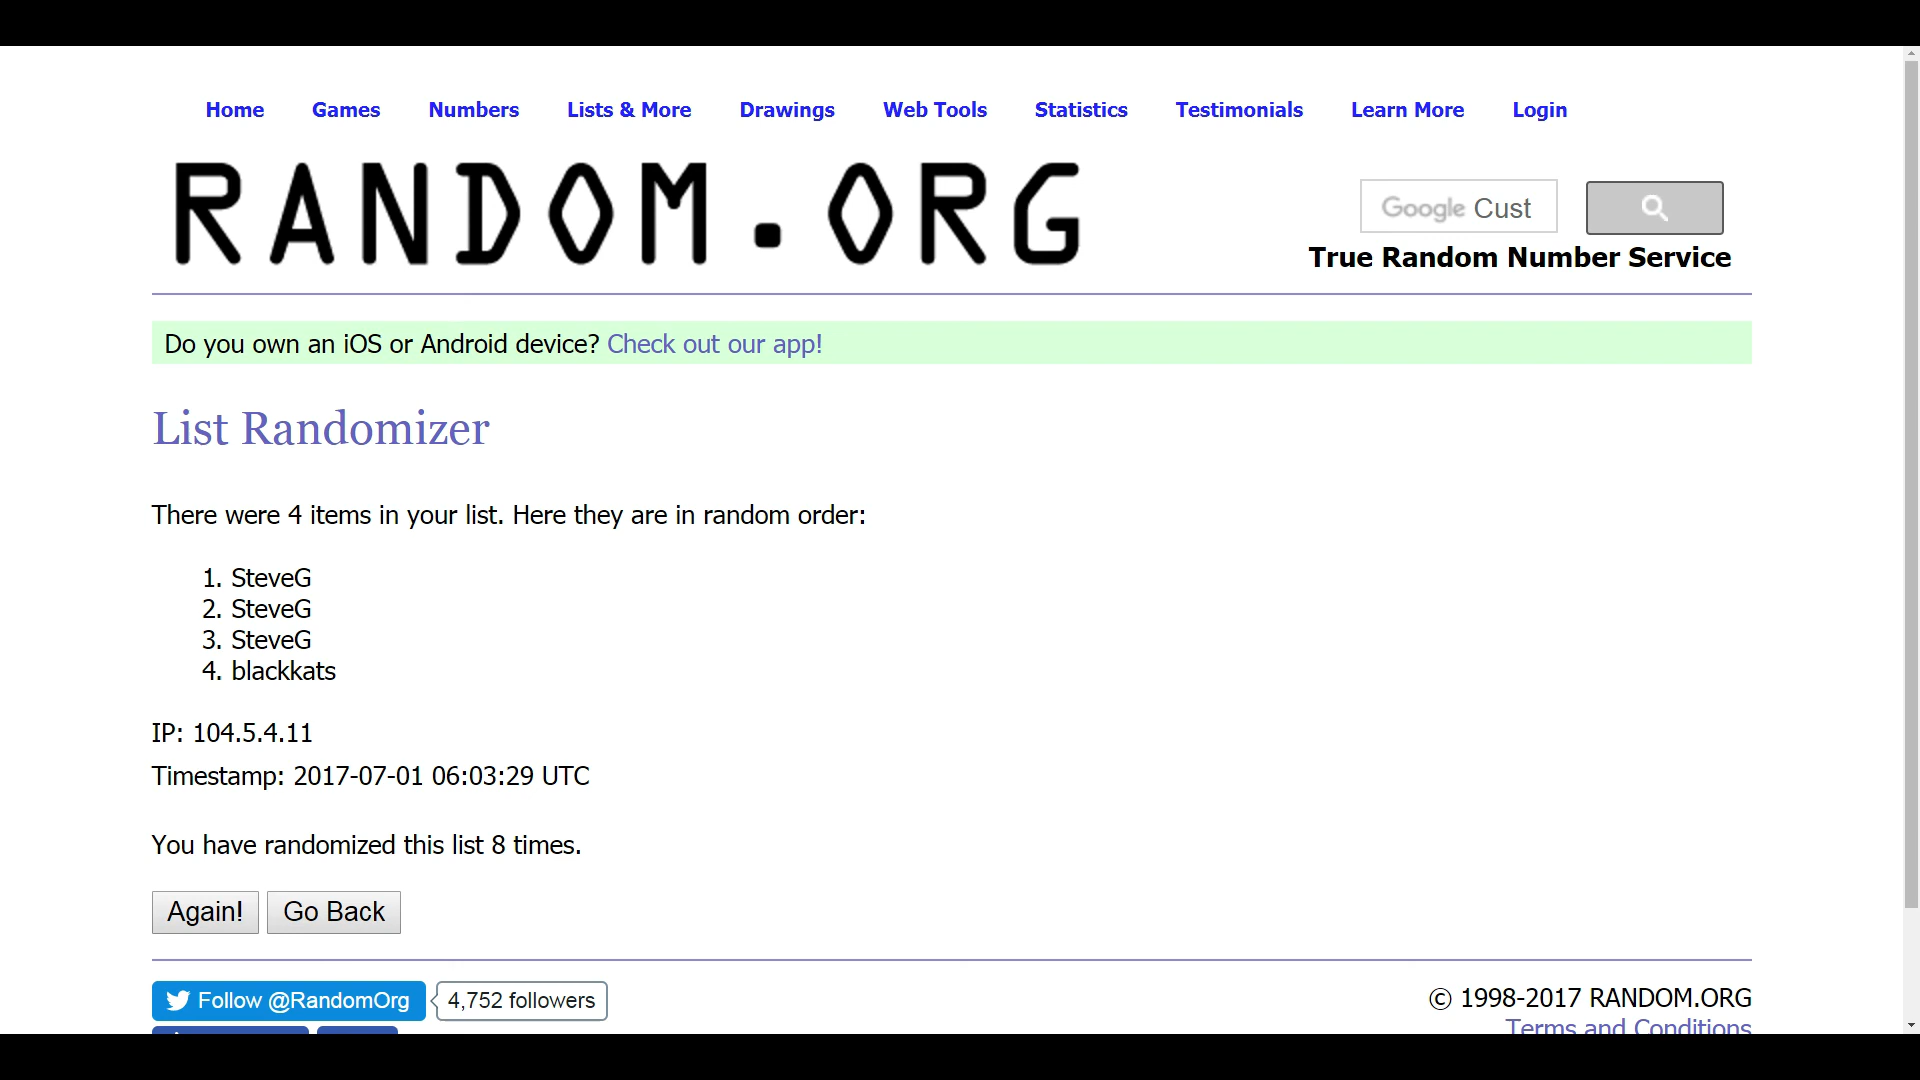 Home Games Numbers Lists & More Drawings Web Tools Statistics Testimonials Learn More Login
RANDOM.ORG
Google Cust
True Random Number Service
Do you own an iOS or Android device? Check out our app!
List Randomizer
There were 4 items in your list. Here they are in random order:
1. SteveG
2. SteveG
3. SteveG
4. blackkats
IP: 104.5.4.11
Timestamp: 2017-07-01 06:03:29 UTC
You have randomized this list 8 times.
Again! Go Back
Follow @RandomOrg 4,752 followers
© 1998-2017 RANDOM.ORG
Terms and Conditions